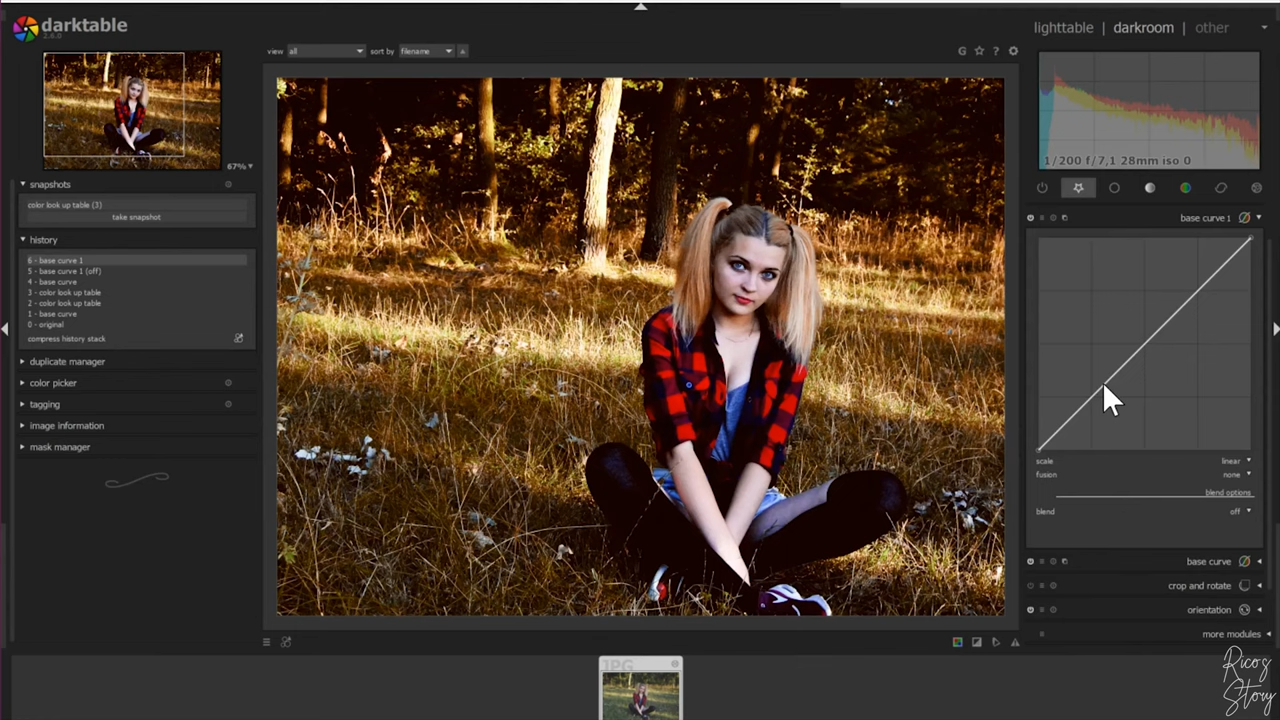 darktable
2.6.0
lighttable | darkroom | other
view all sort by filename
G ? 
67%
1/200 f/7,1 28mm iso 0
snapshots
color look up table (3)
take snapshot
history
6 - base curve 1
5 - base curve 1 (off)
4 - base curve
3 - color look up table
2 - color look up table
1 - base curve
0 - original
compress history stack
duplicate manager
color picker
tagging
image information
mask manager
base curve 1
scale linear
fusion none
blend options
blend off
base curve
crop and rotate
orientation
more modules
JPG
Ricos
Story